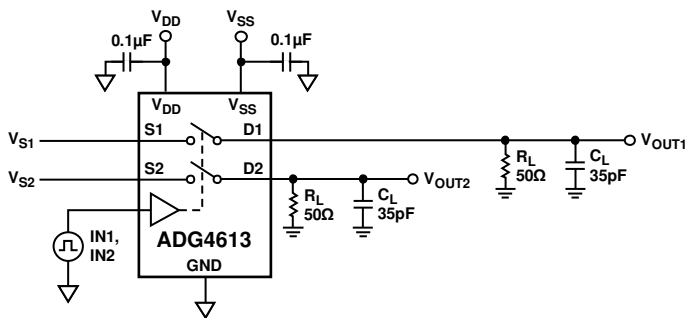 VDD
VSS
0.1µF
0.1µF
VDD
VSS
VS1
S1
D1
VOUT1
VS2
S2
D2
VOUT2
RL
50Ω
CL
35pF
RL
50Ω
CL
35pF
IN1,
IN2
ADG4613
GND